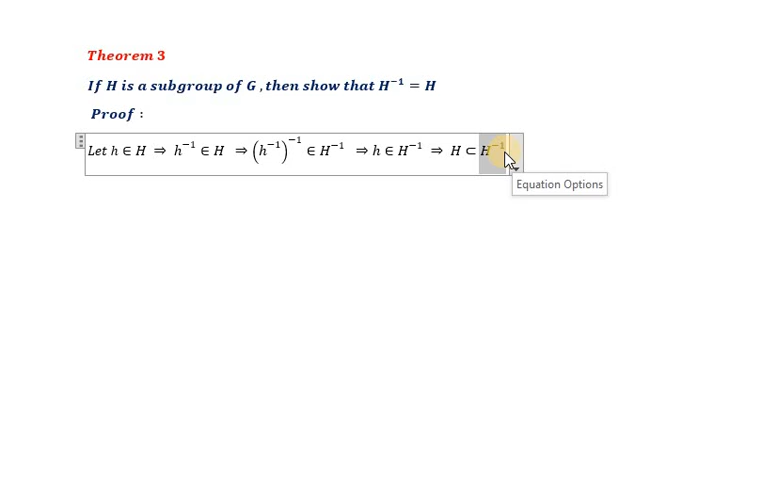 Theorem 3
If H is a subgroup of G ,then show that H⁻¹ = H
Proof :
Let h ∈ H ⇒ h⁻¹ ∈ H ⇒ (h⁻¹)⁻¹ ∈ H⁻¹ ⇒ h ∈ H⁻¹ ⇒ H ⊂ H⁻¹
Equation Options